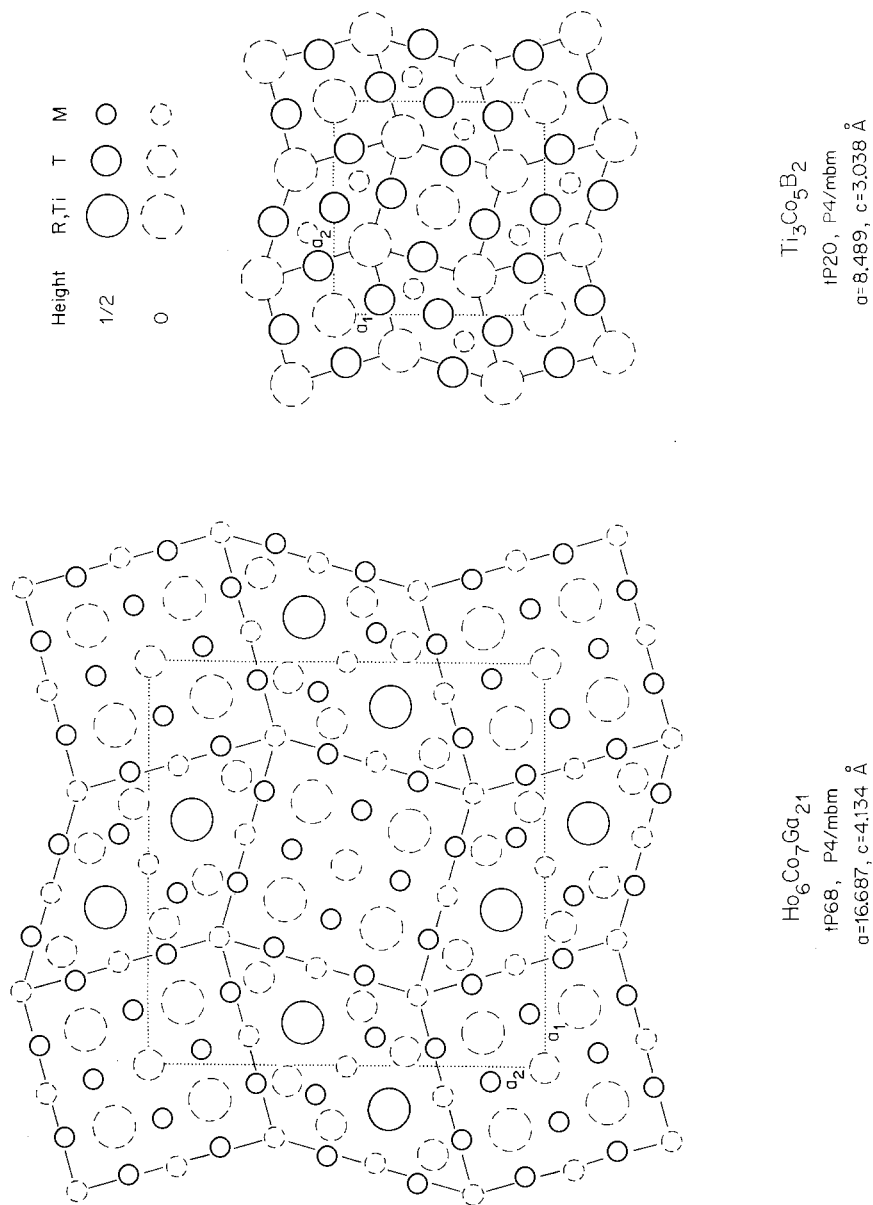 Height R,Ti T M
1/2
0
a₂
a₁
Ti₃Co₅B₂
tP20, P4/mbm
a=8.489, c=3.038 Å
a₂
a₁
Ho₆Co₇Ga₂₁
tP68, P4/mbm
a=16.687, c=4.134 Å